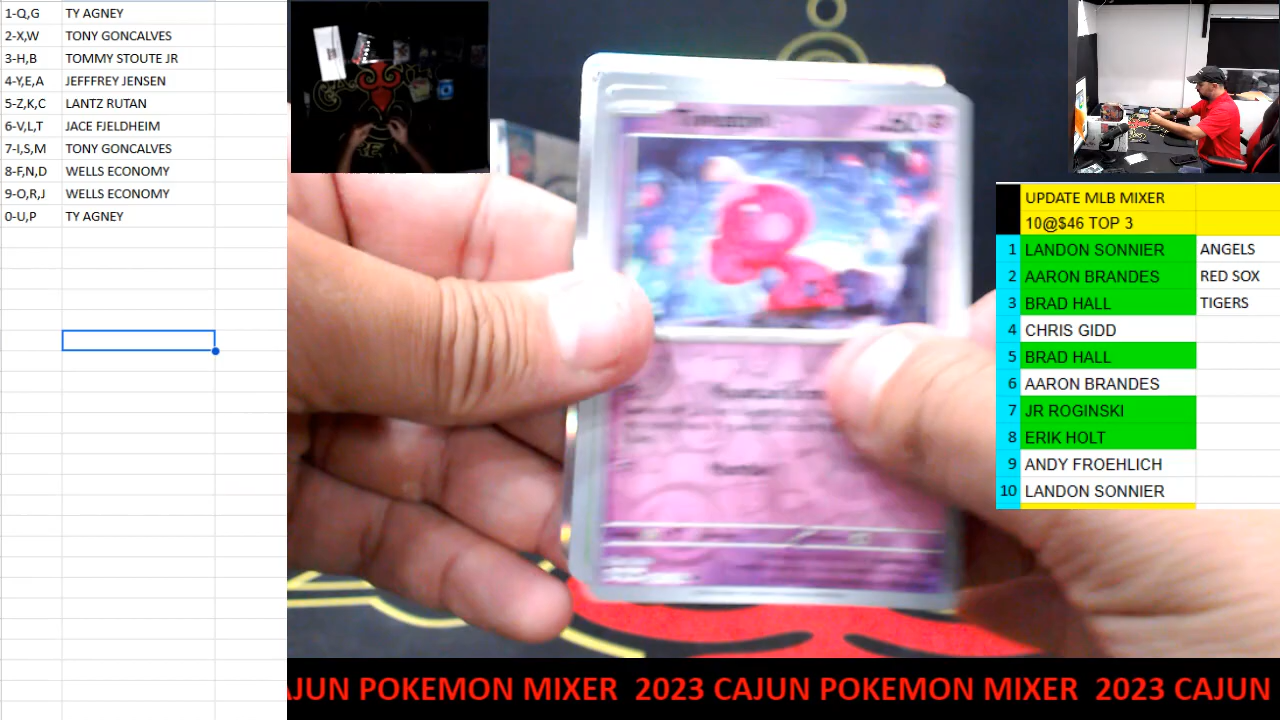 1-Q,G TY AGNEY
2-X,W TONY GONCALVES
3-H,B TOMMY STOUTE JR
4-Y,E,A JEFFFREY JENSEN
5-Z,K,C LANTZ RUTAN
6-V,L,T JACE FJELDHEIM
7-I,S,M TONY GONCALVES
8-F,N,D WELLS ECONOMY
9-O,R,J WELLS ECONOMY
0-U,P TY AGNEY
UPDATE MLB MIXER
10@$46 TOP 3
1 LANDON SONNIER ANGELS
2 AARON BRANDES RED SOX
3 BRAD HALL TIGERS
4 CHRIS GIDD
5 BRAD HALL
6 AARON BRANDES
7 JR ROGINSKI
8 ERIK HOLT
9 ANDY FROEHLICH
10 LANDON SONNIER
AJUN POKEMON MIXER 2023 CAJUN POKEMON MIXER 2023 CAJUN